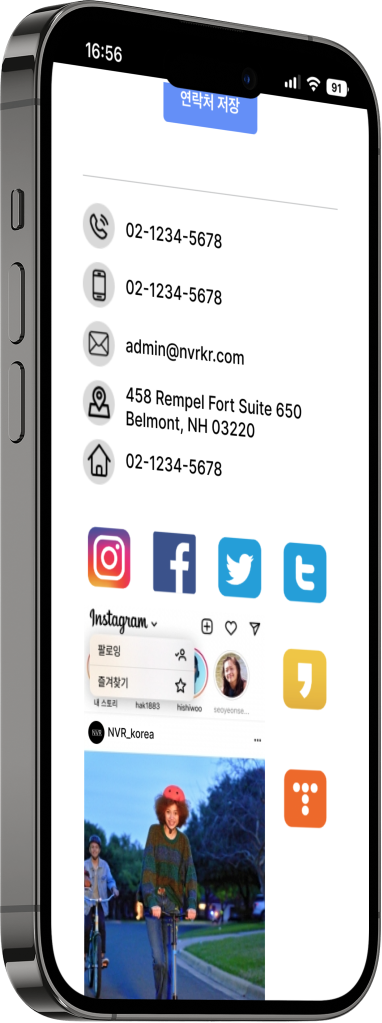 16:56
91
연락처 저장
02-1234-5678
02-1234-5678
admin@nvrkr.com
458 Rempel Fort Suite 650
Belmont, NH 03220
02-1234-5678
Instagram
팔로잉
즐겨찾기
내 스토리 hak1883 hishiwoo seoyeonse...
NVR NVR_korea ...